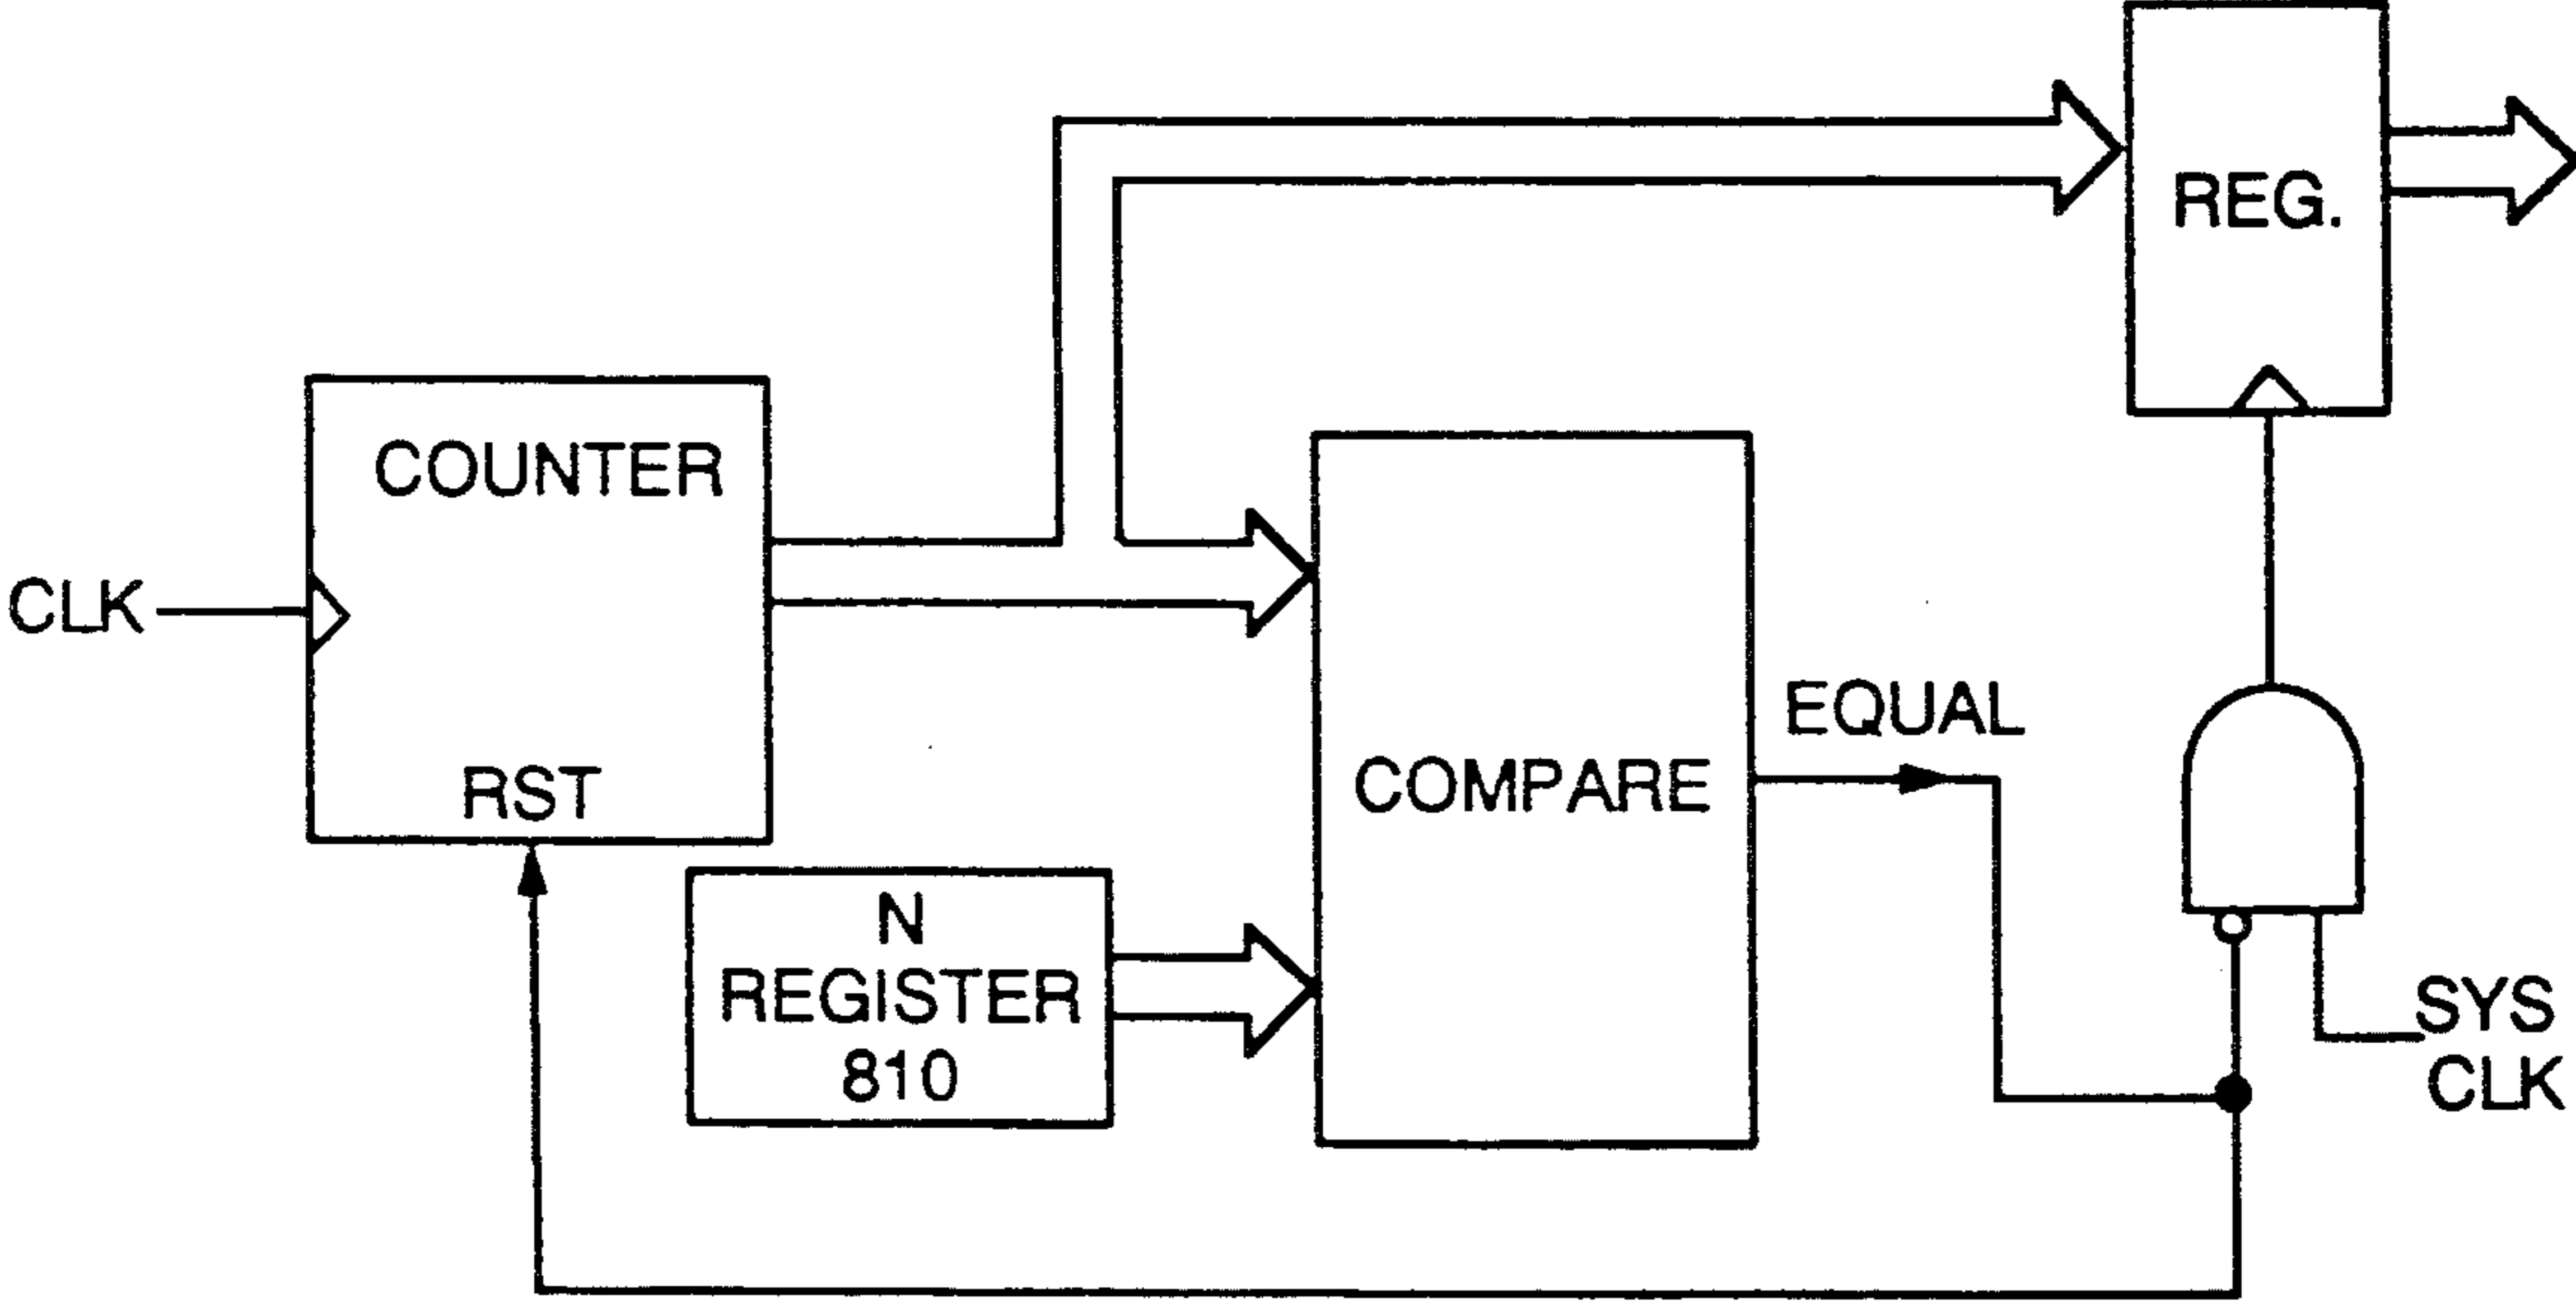 REG.
COUNTER
CLK
EQUAL
RST
COMPARE
N
REGISTER
810
SYS
CLK